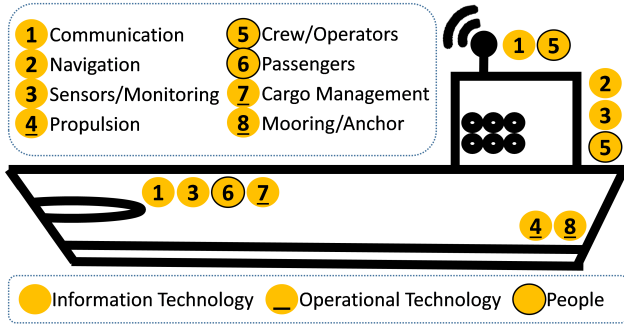 1 Communication
2 Navigation
3 Sensors/Monitoring
4 Propulsion
5 Crew/Operators
6 Passengers
7 Cargo Management
8 Mooring/Anchor
1 5
2
3
5
1 3 6 7
4 8
Information Technology _ Operational Technology People